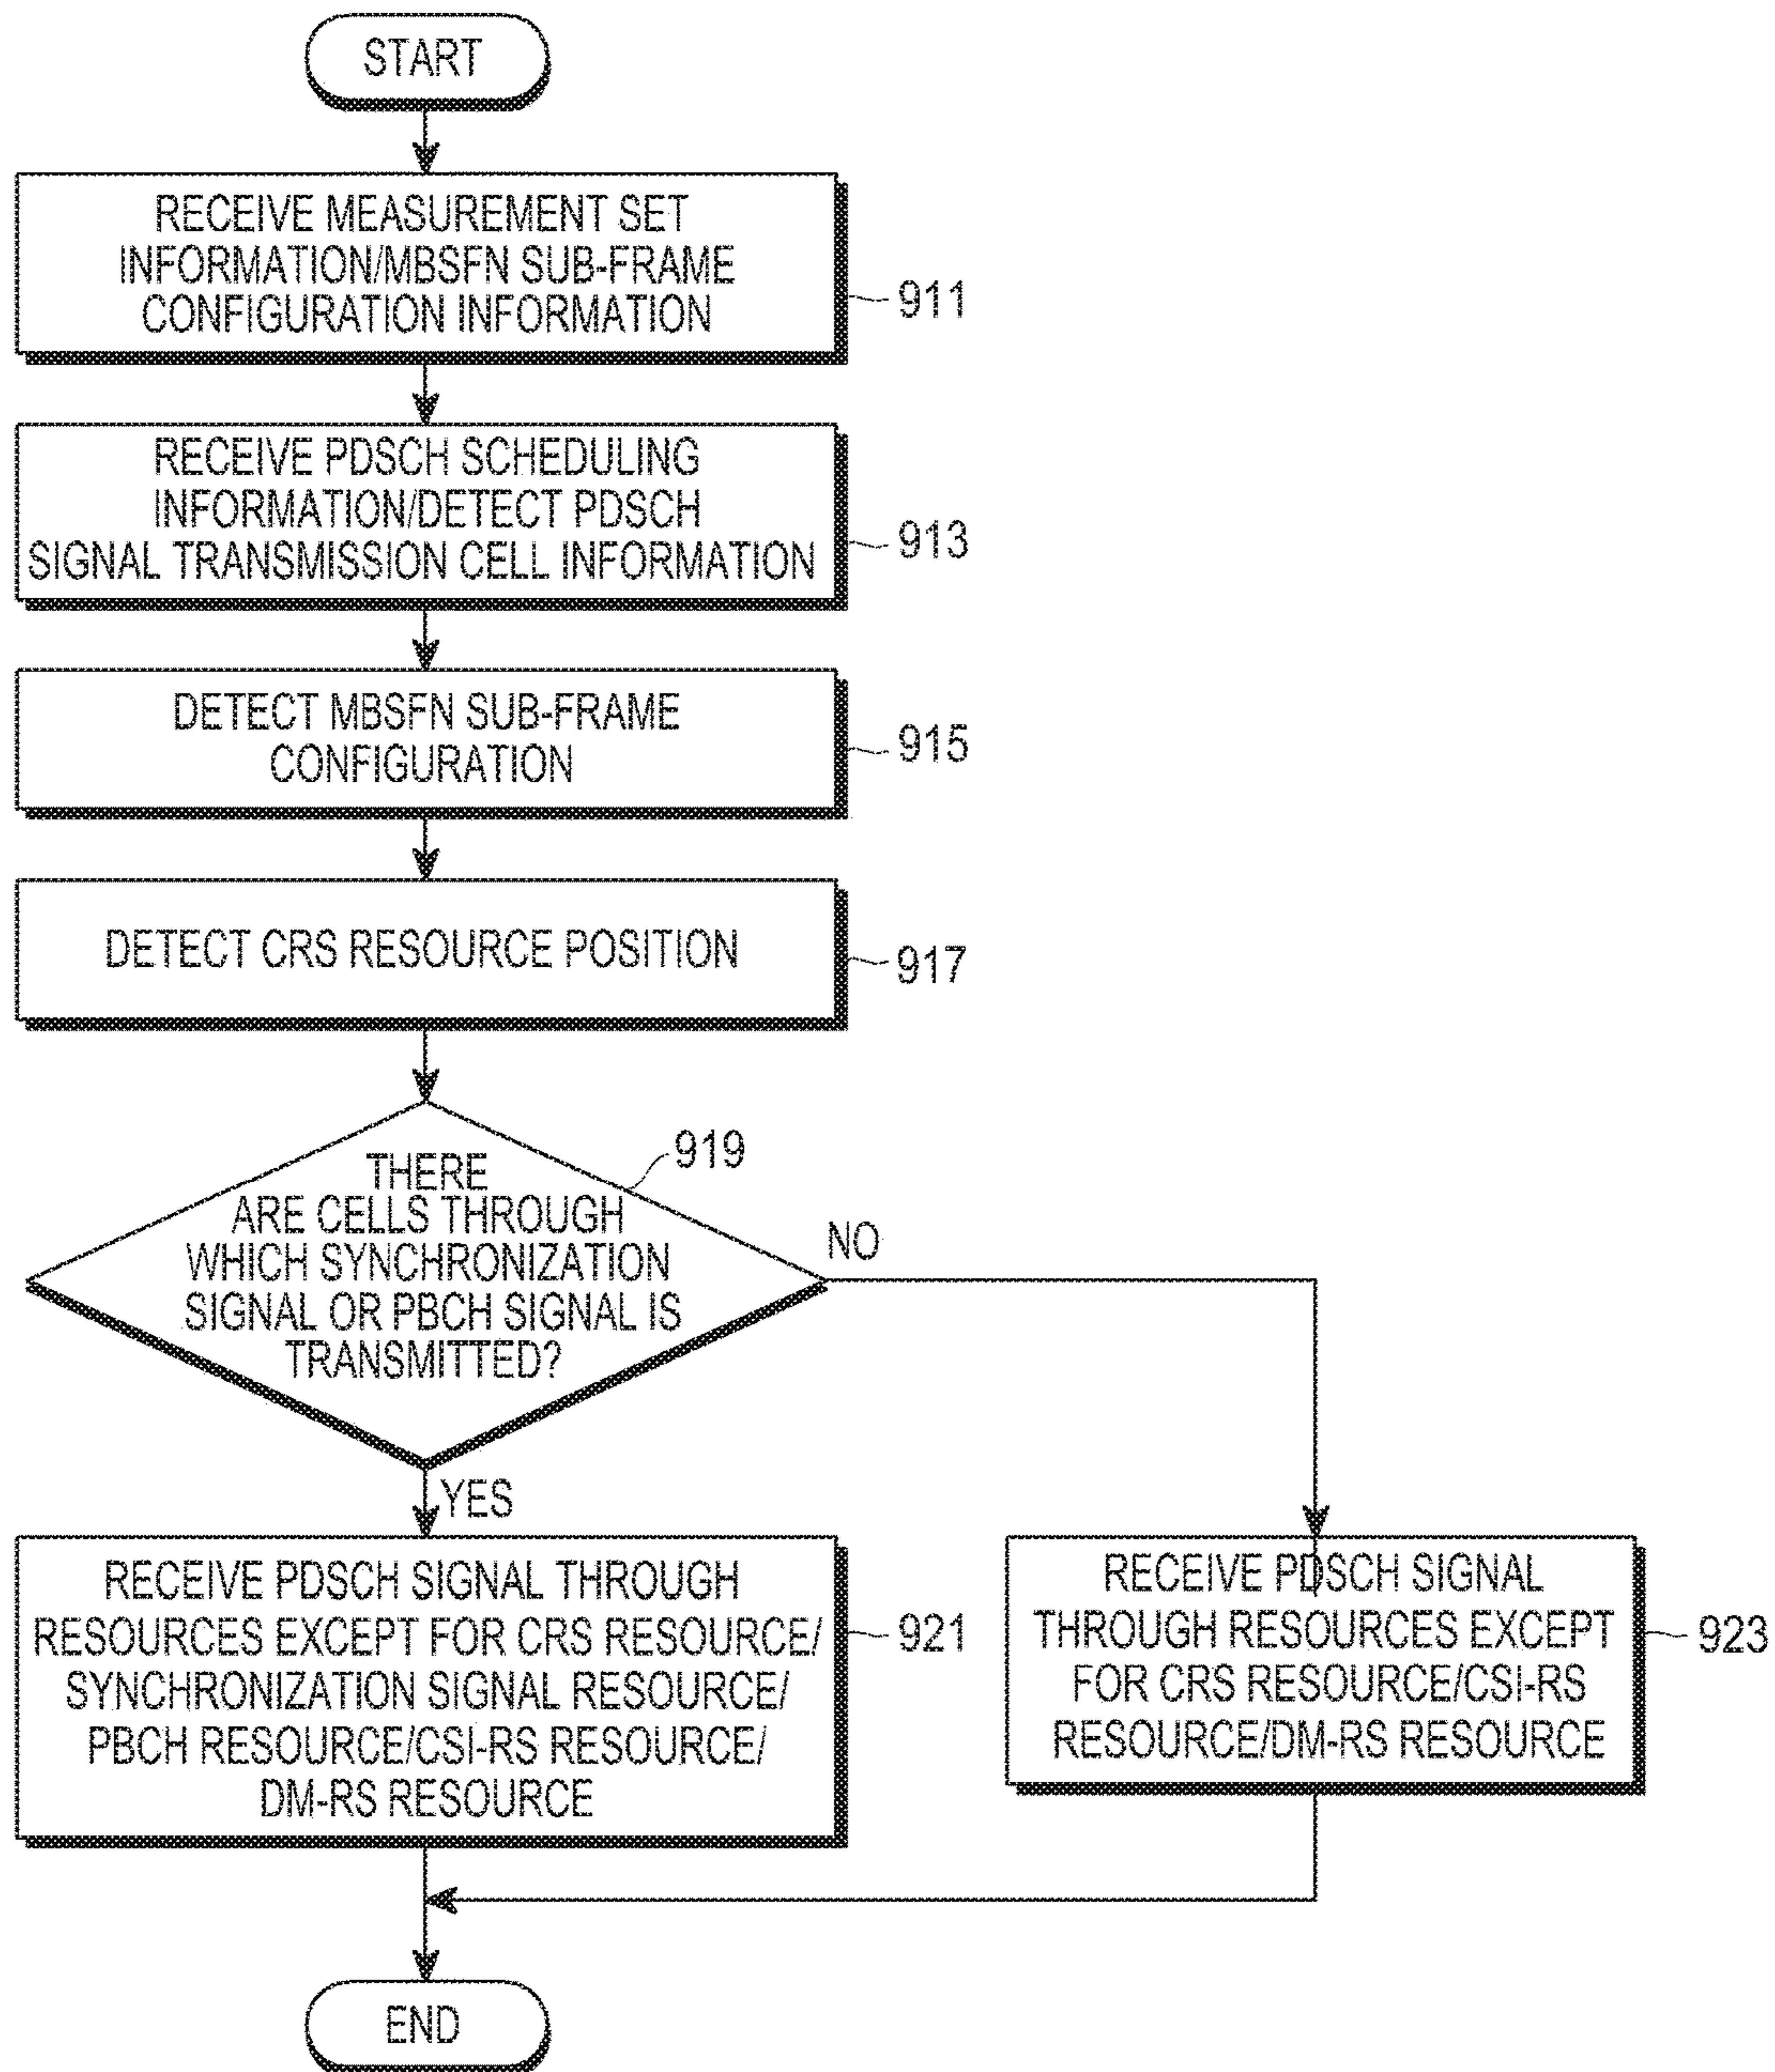 START
RECEIVE MEASUREMENT SET
INFORMATION/MBSFN SUB-FRAME
CONFIGURATION INFORMATION
911
RECEIVE PDSCH SCHEDULING
INFORMATION/DETECT PDSCH
SIGNAL TRANSMISSION CELL INFORMATION
913
DETECT MBSFN SUB-FRAME
CONFIGURATION
915
DETECT CRS RESOURCE POSITION
917
THERE
ARE CELLS THROUGH
WHICH SYNCHRONIZATION
SIGNAL OR PBCH SIGNAL IS
TRANSMITTED?
919
NO
YES
RECEIVE PDSCH SIGNAL THROUGH
RESOURCES EXCEPT FOR CRS RESOURCE/
SYNCHRONIZATION SIGNAL RESOURCE/
PBCH RESOURCE/CSI-RS RESOURCE/
DM-RS RESOURCE
921
RECEIVE PDSCH SIGNAL
THROUGH RESOURCES EXCEPT
FOR CRS RESOURCE/CSI-RS
RESOURCE/DM-RS RESOURCE
923
END